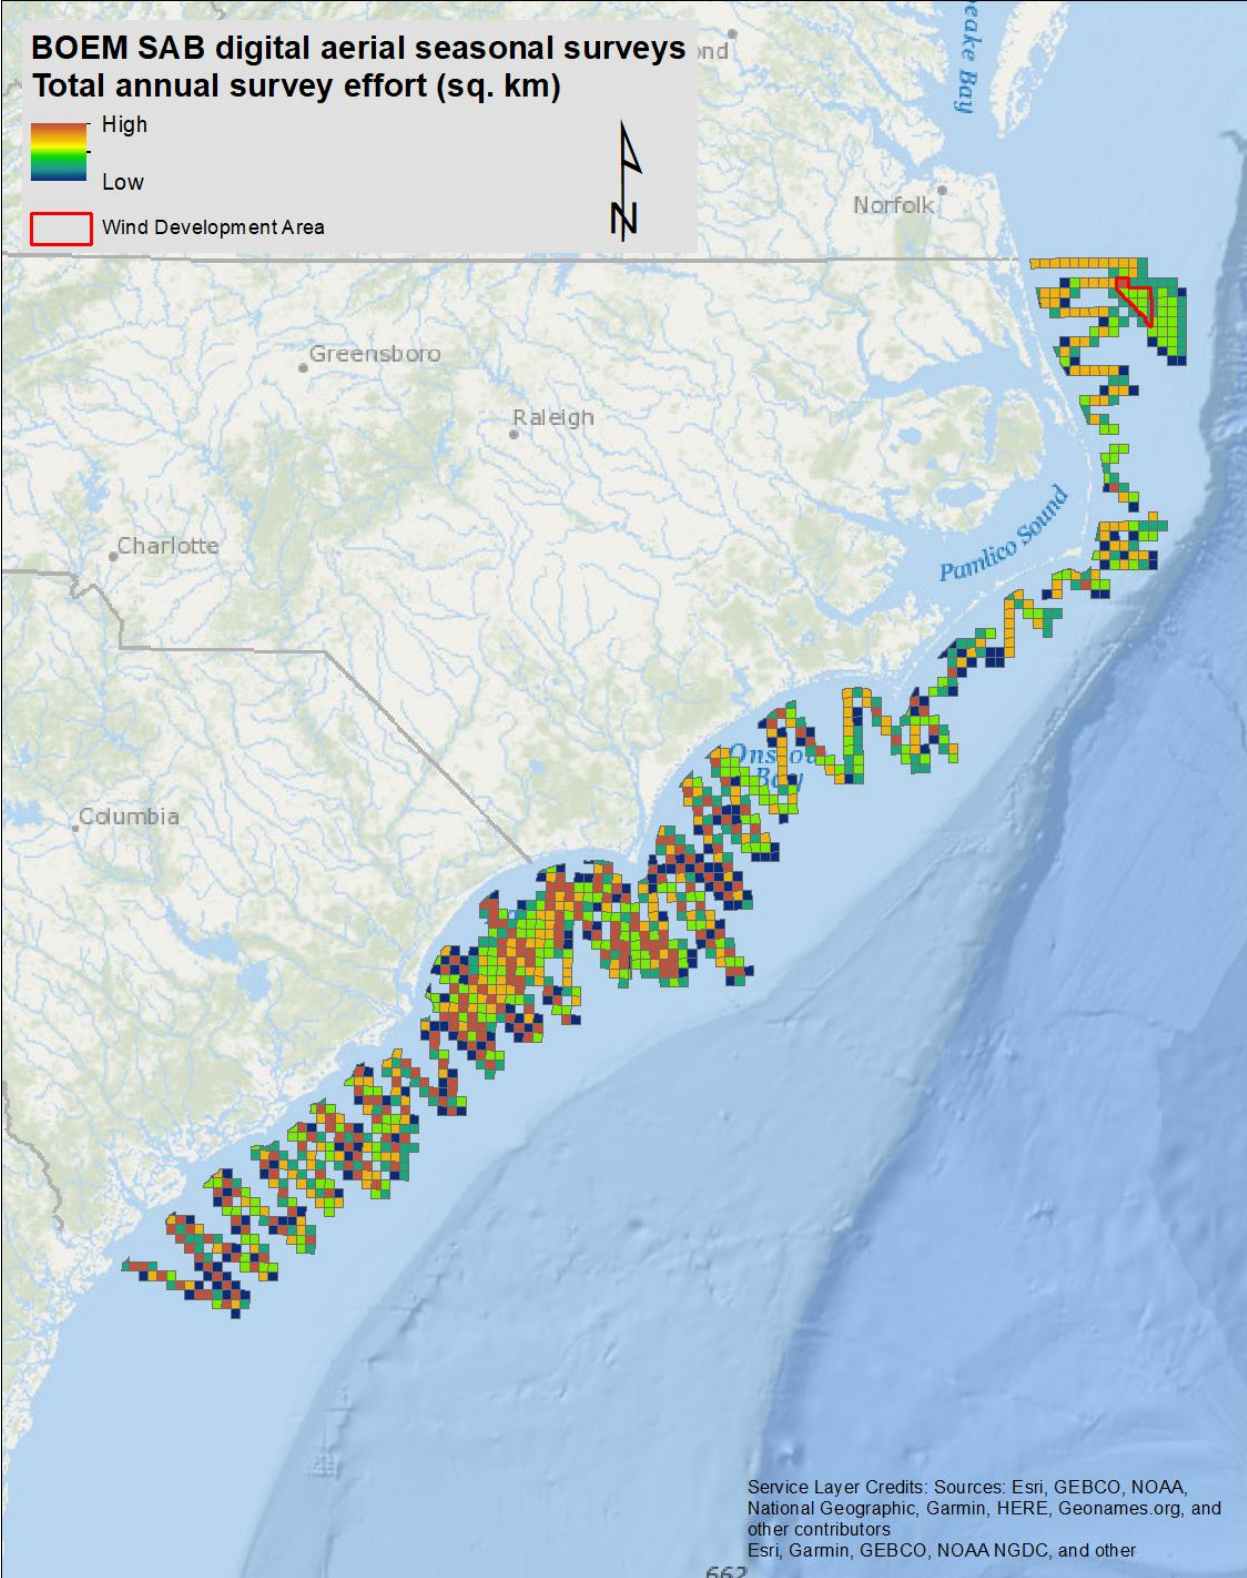 BOEM SAB digital aerial seasonal surveys
Total annual survey effort (sq. km)
High
Low
Wind Development Area
N
Norfolk
Greensboro
Raleigh
Charlotte
Pamlico Sound
Columbia
Bay
Service Layer Credits: Sources: Esri, GEBCO, NOAA,
National Geographic, Garmin, HERE, Geonames.org, and
other contributors
Esri, Garmin, GEBCO, NOAA NGDC, and other
662